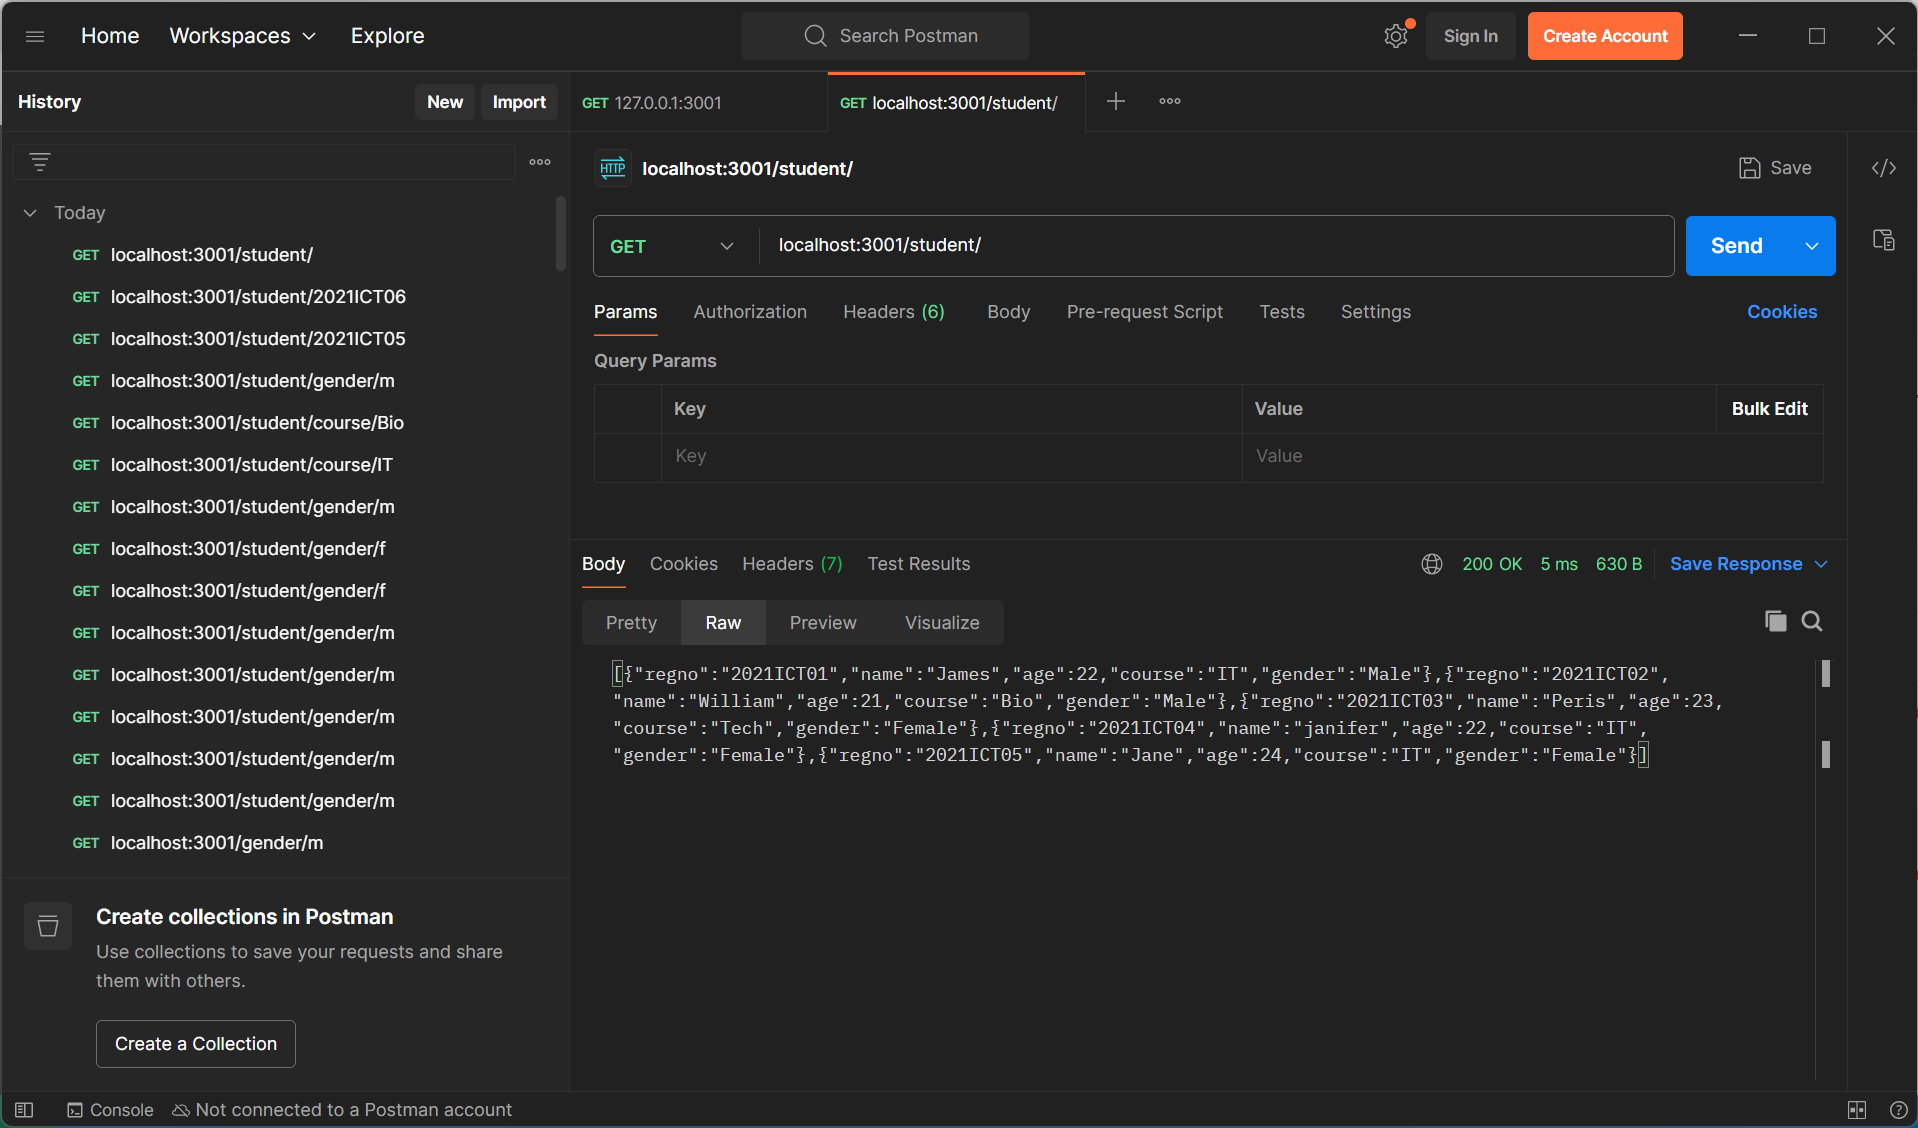 Home Workspaces Explore
Search Postman
Sign In Create Account
History New Import
GET 127.0.0.1:3001
GET localhost:3001/student/
Today
GET localhost:3001/student/
GET localhost:3001/student/2021ICT06
GET localhost:3001/student/2021ICT05
GET localhost:3001/student/gender/m
GET localhost:3001/student/course/Bio
GET localhost:3001/student/course/IT
GET localhost:3001/student/gender/m
GET localhost:3001/student/gender/f
GET localhost:3001/student/gender/f
GET localhost:3001/student/gender/m
GET localhost:3001/student/gender/m
GET localhost:3001/student/gender/m
GET localhost:3001/student/gender/m
GET localhost:3001/student/gender/m
GET localhost:3001/gender/m
Create collections in Postman
Use collections to save your requests and share
them with others.
Create a Collection
HTTP localhost:3001/student/ Save
GET localhost:3001/student/ Send
Params Authorization Headers (6) Body Pre-request Script Tests Settings Cookies
Query Params
Key Value Bulk Edit
Key Value
Body Cookies Headers (7) Test Results 200 OK 5 ms 630 B Save Response
Pretty Raw Preview Visualize
[{"regno":"2021ICT01","name":"James","age":22,"course":"IT","gender":"Male"},{"regno":"2021ICT02",
"name":"William","age":21,"course":"Bio","gender":"Male"},{"regno":"2021ICT03","name":"Peris","age":23,
"course":"Tech","gender":"Female"},{"regno":"2021ICT04","name":"janifer","age":22,"course":"IT",
"gender":"Female"},{"regno":"2021ICT05","name":"Jane","age":24,"course":"IT","gender":"Female"}]
Console Not connected to a Postman account